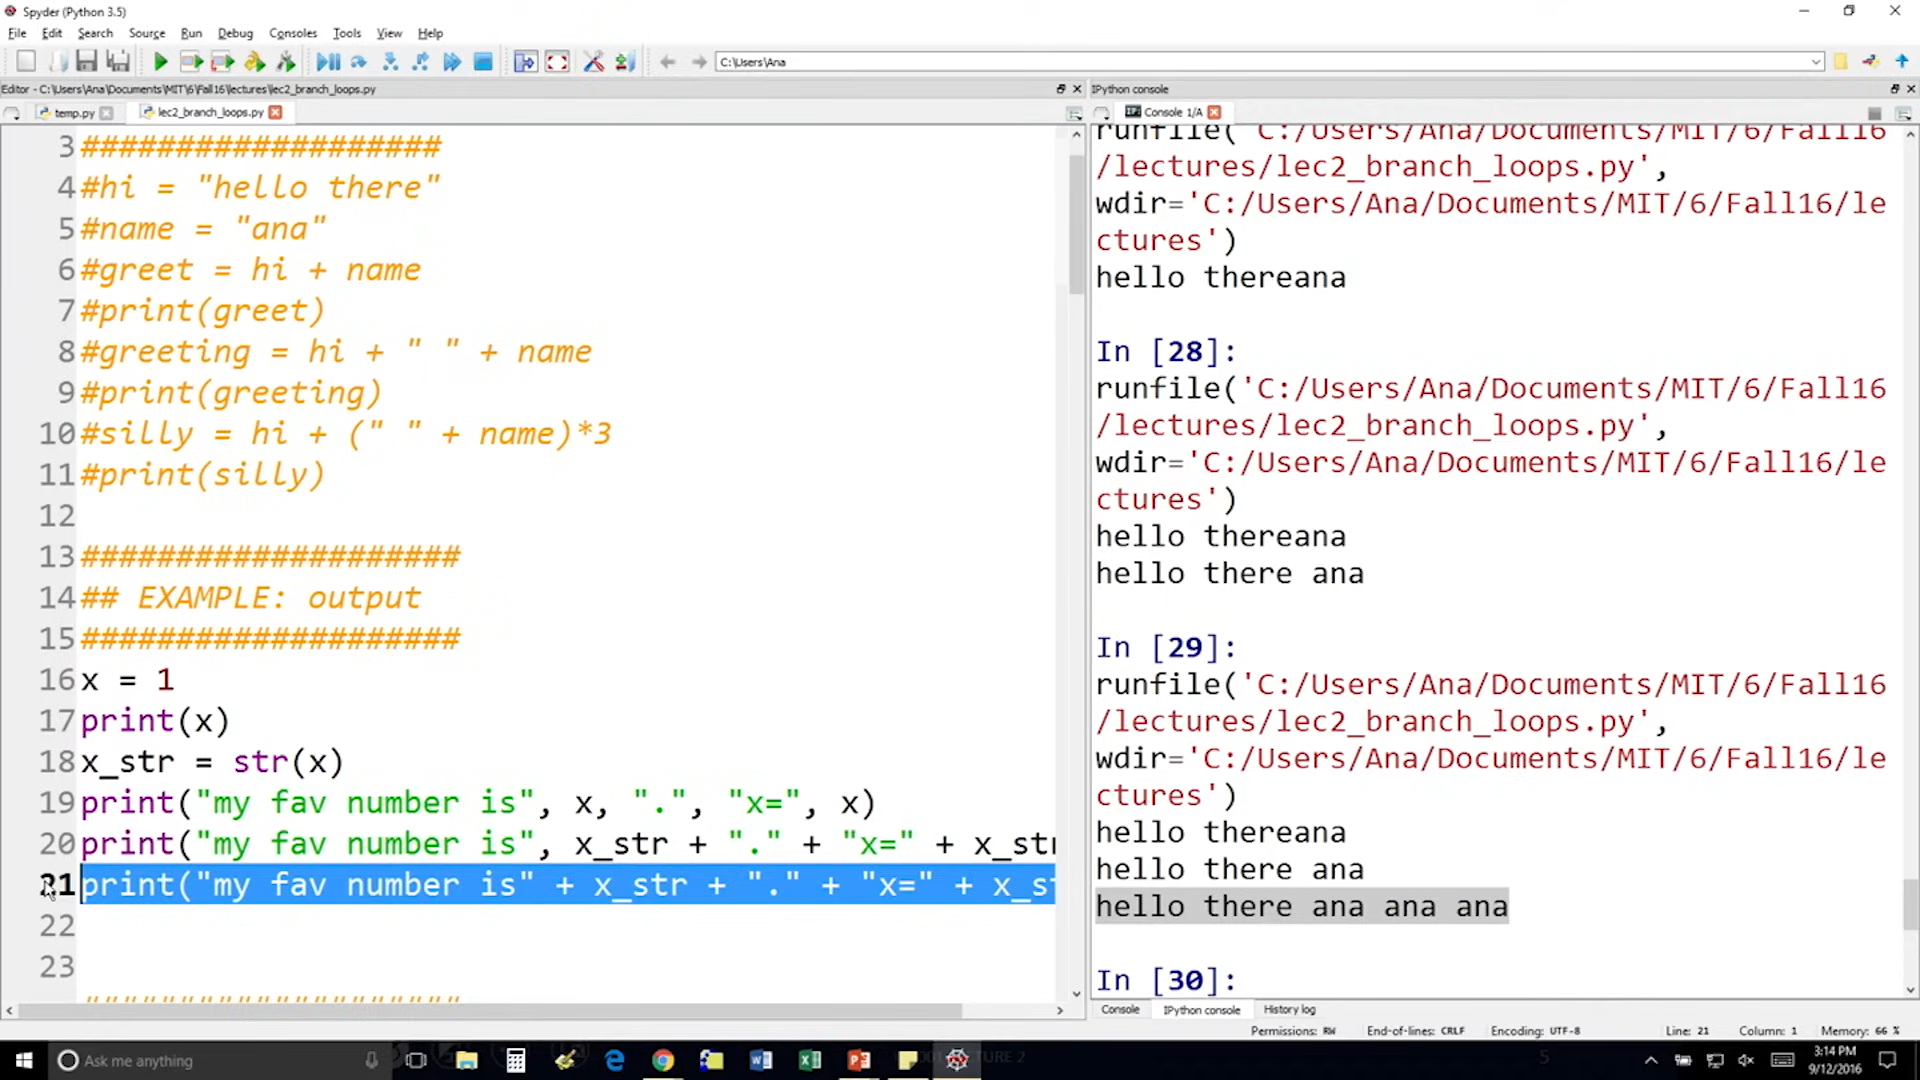 Spyder (Python 3.5)
File Edit Search Source Run Debug Consoles Tools View Help
C:\Users\Ana
Editor - C:\Users\Ana\Documents\MIT\6\Fall16\lectures\lec2_branch_loops.py
temp.py lec2_branch_loops.py
3 ###################
4 #hi = "hello there"
5 #name = "ana"
6 #greet = hi + name
7 #print(greet)
8 #greeting = hi + " " + name
9 #print(greeting)
10 #silly = hi + (" " + name)*3
11 #print(silly)
12
13 ####################
14 ## EXAMPLE: output
15 ####################
16 x = 1
17 print(x)
18 x_str = str(x)
19 print("my fav number is", x, ".", "x=", x)
20 print("my fav number is", x_str + "." + "x=" + x_str
21 print("my fav number is" + x_str + "." + "x=" + x_st
22
23
####################
IPython console
Console 1/A
runfile('C:/Users/Ana/Documents/MIT/6/Fall16
/lectures/lec2_branch_loops.py',
wdir='C:/Users/Ana/Documents/MIT/6/Fall16/le
ctures')
hello thereana
In [28]:
runfile('C:/Users/Ana/Documents/MIT/6/Fall16
/lectures/lec2_branch_loops.py',
wdir='C:/Users/Ana/Documents/MIT/6/Fall16/le
ctures')
hello thereana
hello there ana
In [29]:
runfile('C:/Users/Ana/Documents/MIT/6/Fall16
/lectures/lec2_branch_loops.py',
wdir='C:/Users/Ana/Documents/MIT/6/Fall16/le
ctures')
hello thereana
hello there ana
hello there ana ana ana
In [30]:
Console IPython console History log
Permissions: RW End-of-lines: CRLF Encoding: UTF-8 Line: 21 Column: 1 Memory: 66 %
Ask me anything
5
3:14 PM
9/12/2016